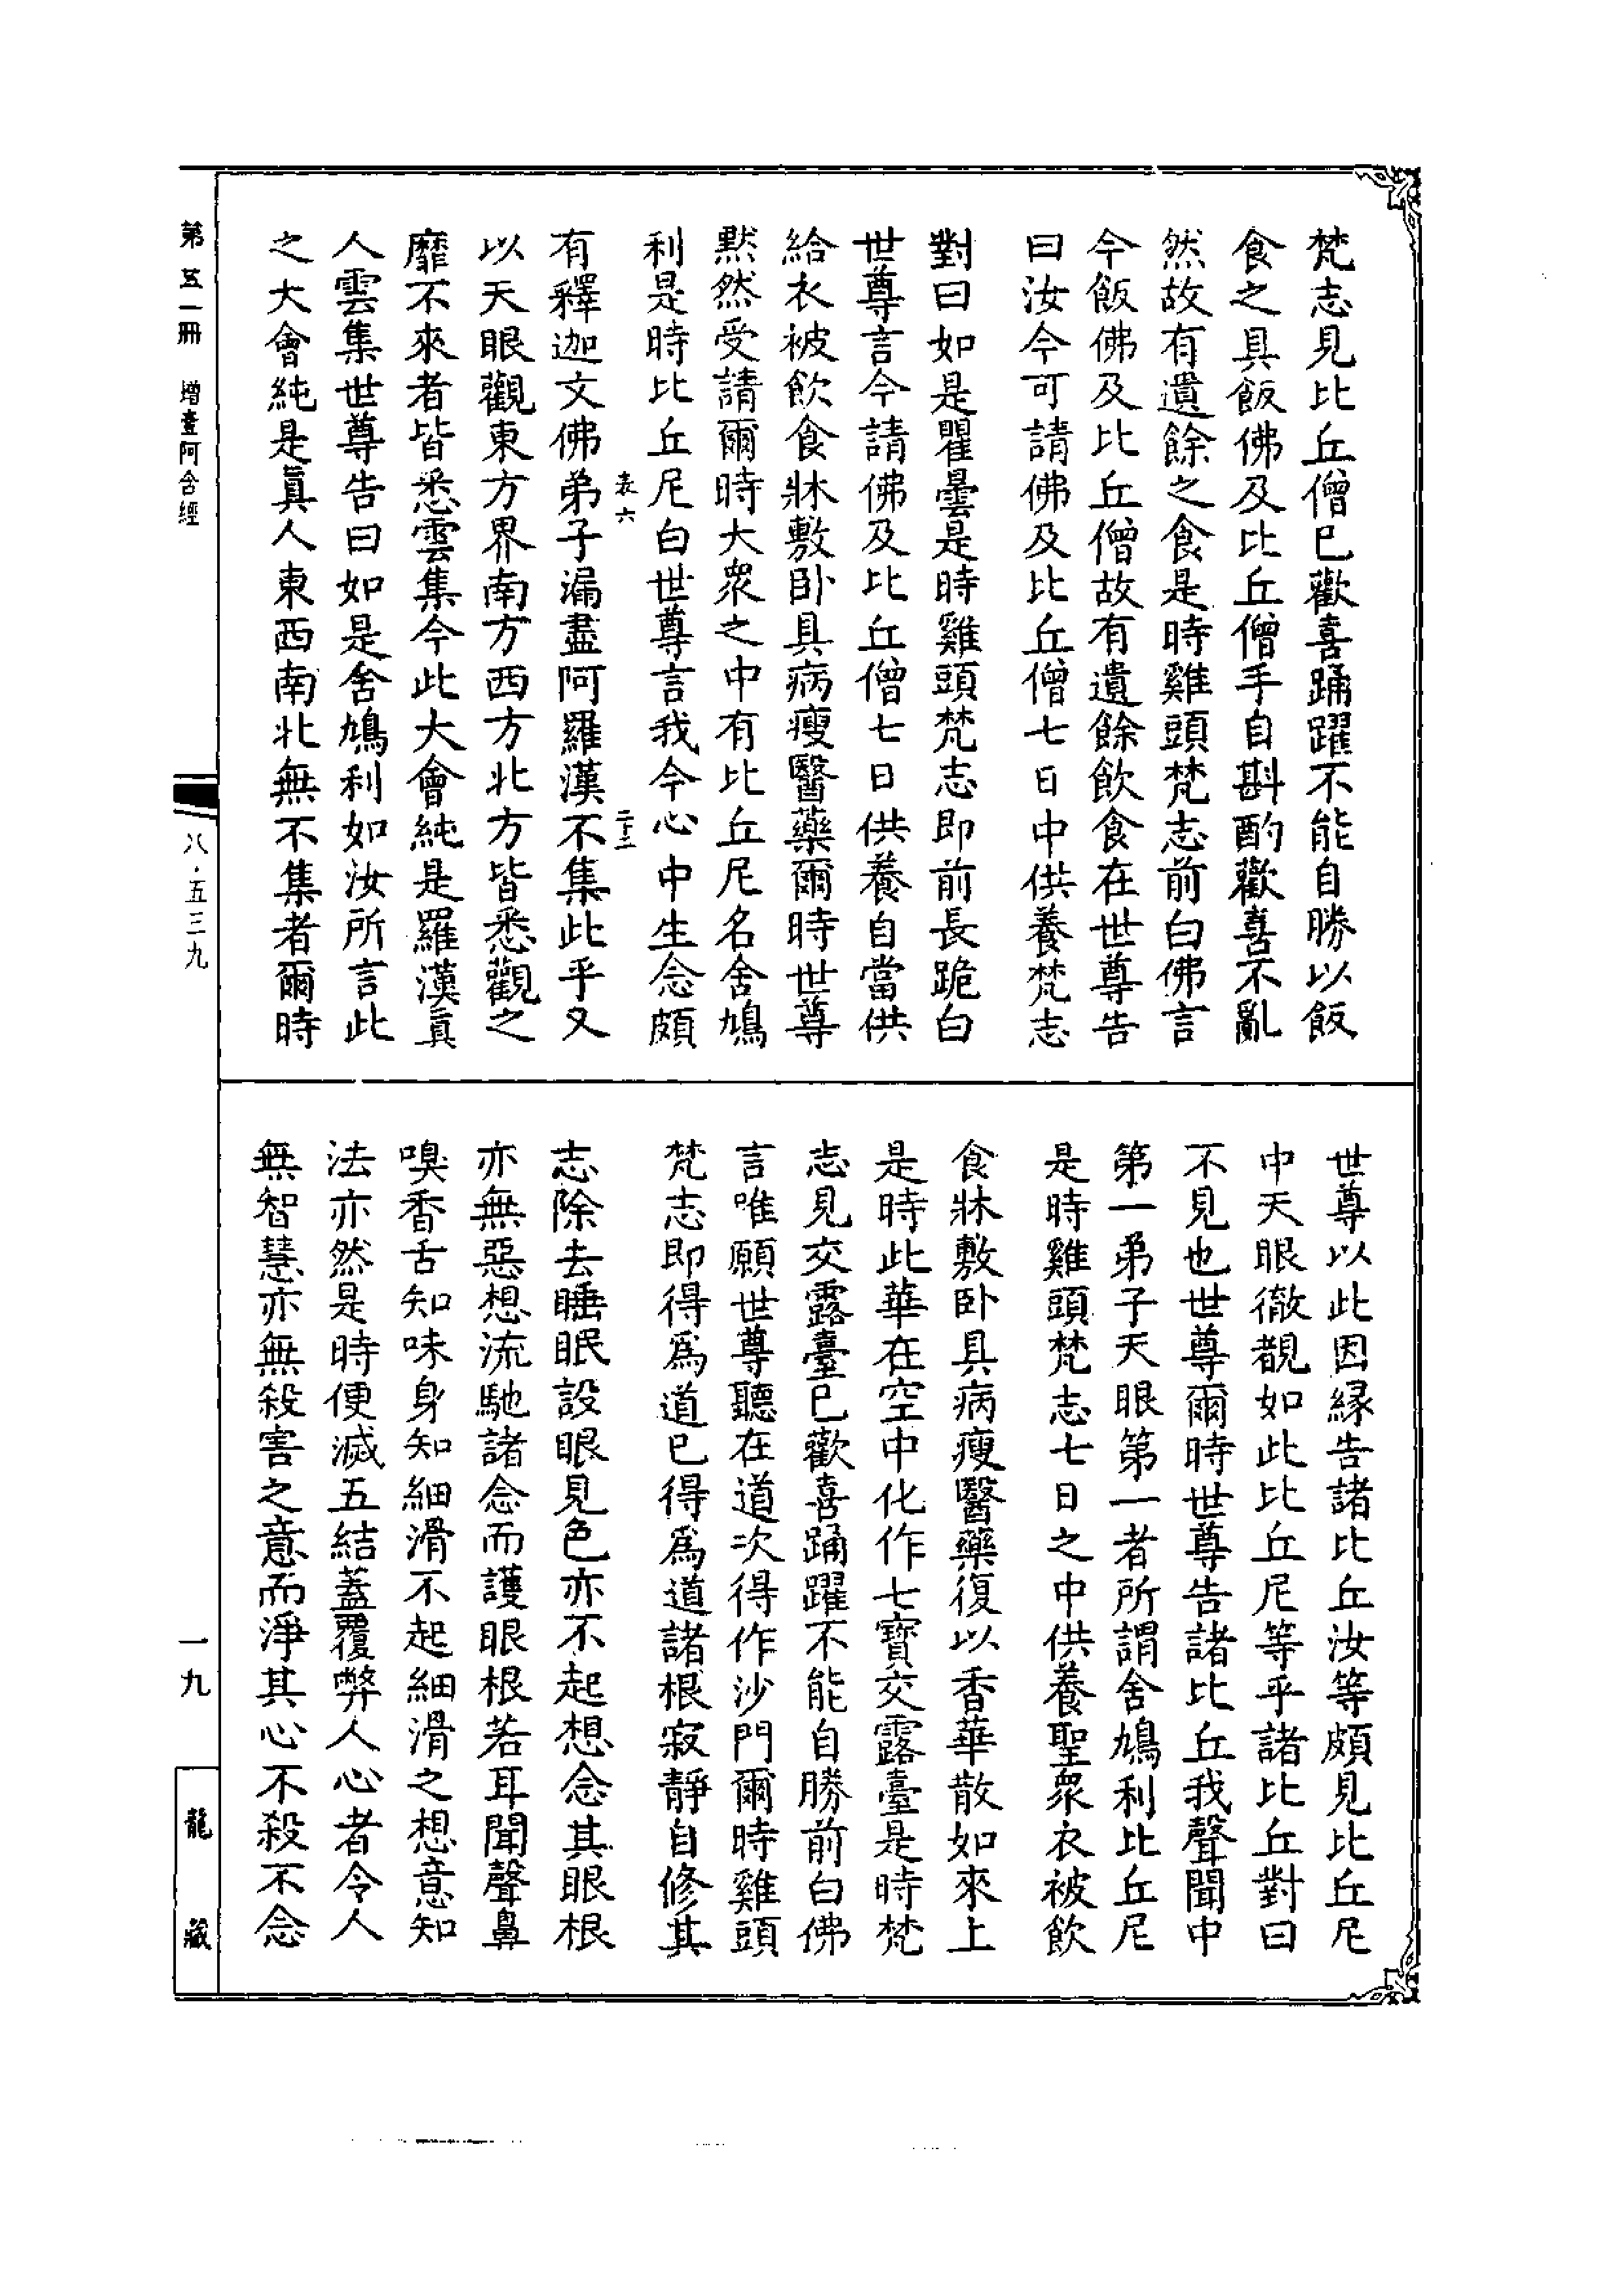 梵志見比丘僧已歡喜踊躍不能自勝以飯
食之具飯佛及比丘僧手自斟酌歡喜不亂
然故有遺餘之食是時雞頭梵志前白佛言
今飯佛及比丘僧故有遺餘飲食在世尊告
曰汝今可請佛及比丘僧七日中供養梵志
對曰如是瞿曇是時雞頭梵志即前長跪白
世尊言今請佛及比丘僧七日供養自當供
給衣被飲食牀敷卧具病瘦醫藥爾時世尊
黙然受請爾時大衆之中有比丘尼名舍鳩
利是時比丘尼白世尊言我今心中生念頗
表六 二十二
有釋迦文佛弟子漏盡阿羅漢不集此乎又
以天眼觀東方界南方西方北方皆悉觀之
靡不來者皆悉雲集今此大會純是羅漢眞
人雲集世尊告曰如是舍鳩利如汝所言此
之大會純是眞人東西南北無不集者爾時
世尊以此因緣告諸比丘汝等頗見比丘尼
中天眼徹覩如此比丘尼等乎諸比丘對曰
不見也世尊爾時世尊告諸比丘我聲聞中
第一弟子天眼第一者所謂舍鳩利比丘尼
是時雞頭梵志七日之中供養聖衆衣被飲
食牀敷卧具病瘦醫藥復以香華散如來上
是時此華在空中化作七寶交露臺是時梵
志見交露臺已歡喜踊躍不能自勝前白佛
言唯願世尊聽在道次得作沙門爾時雞頭
梵志即得爲道已得爲道諸根寂靜自修其
志除去睡眠設眼見色亦不起想念其眼根
亦無惡想流馳諸念而護眼根若耳聞聲鼻
嗅香舌知味身知細滑不起細滑之想意知
法亦然是時便滅五結蓋覆弊人心者令人
無智慧亦無殺害之意而淨其心不殺不念
第五一冊 增壹阿含經
八·五三九
一九
龍藏